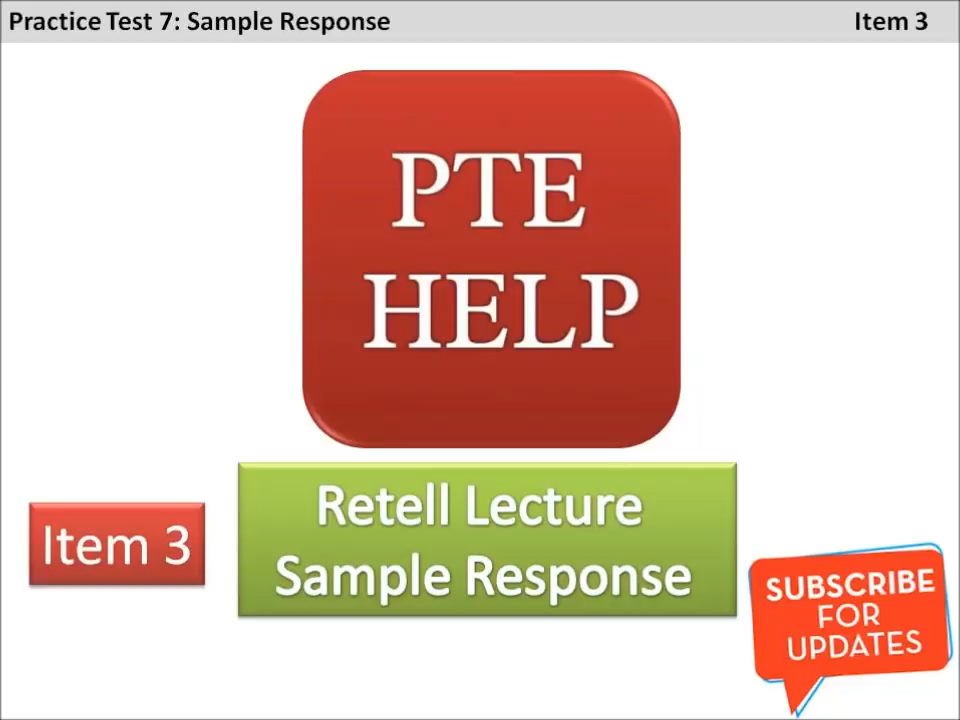 Practice Test 7: Sample Response
Item 3
PTE
HELP
Retell Lecture
Sample Response
Item 3
SUBSCRIBE
FOR
UPDATES